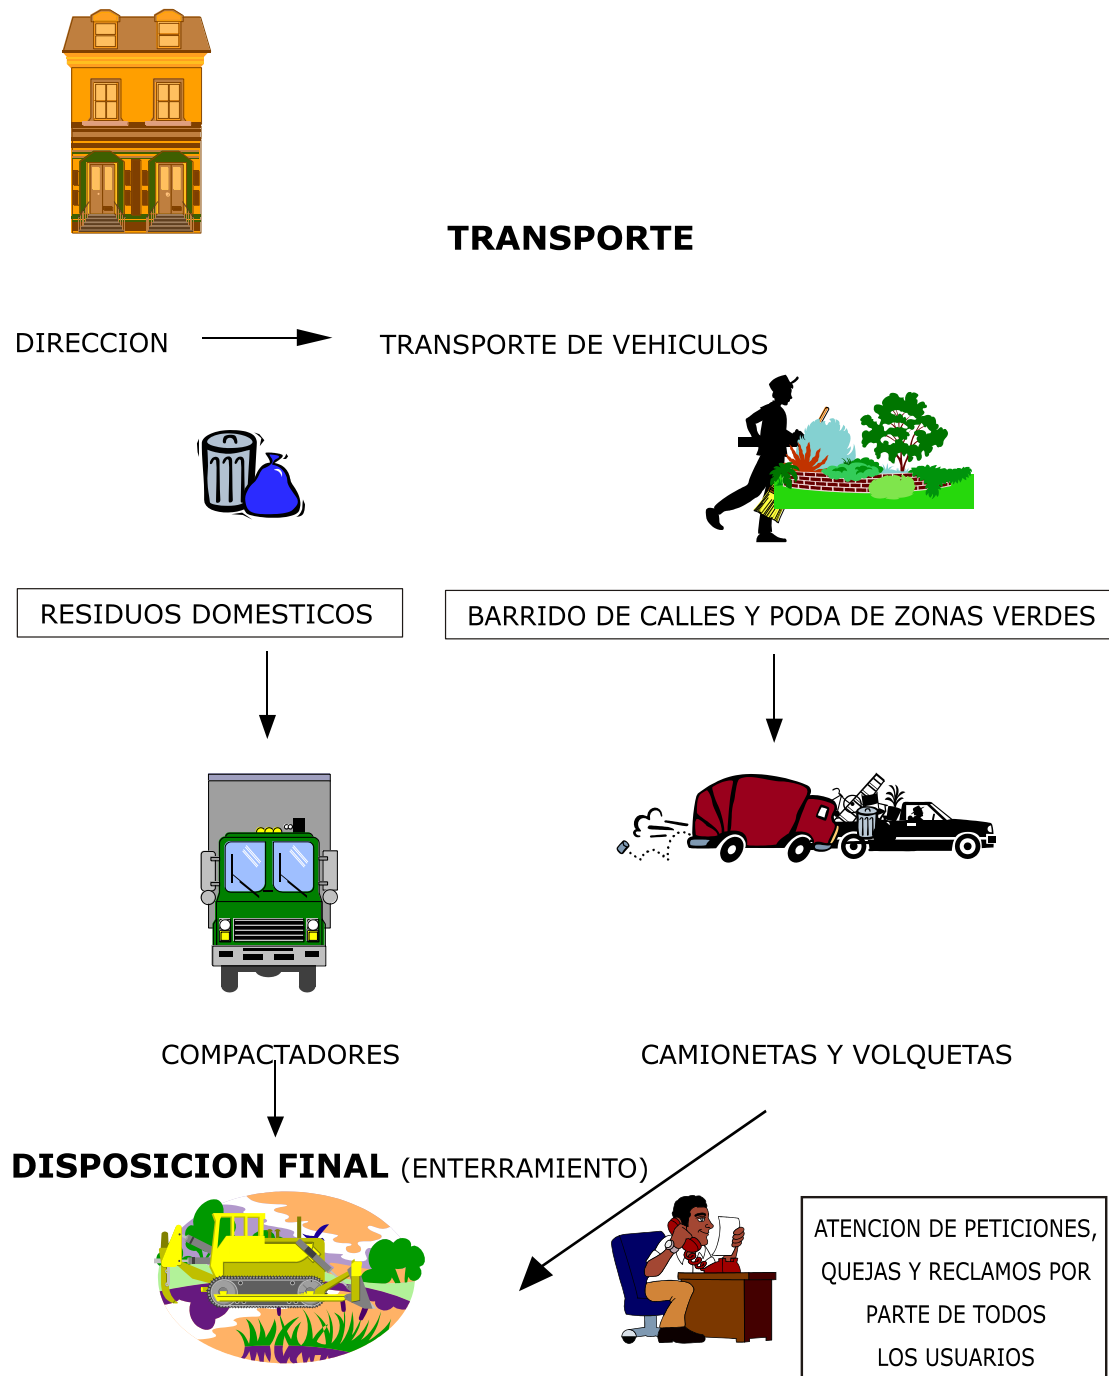 TRANSPORTE
DIRECCION
TRANSPORTE DE VEHICULOS
RESIDUOS DOMESTICOS
BARRIDO DE CALLES Y PODA DE ZONAS VERDES
COMPACTADORES
CAMIONETAS Y VOLQUETAS
DISPOSICION FINAL (ENTERRAMIENTO)
ATENCION DE PETICIONES,
QUEJAS Y RECLAMOS POR
PARTE DE TODOS
LOS USUARIOS